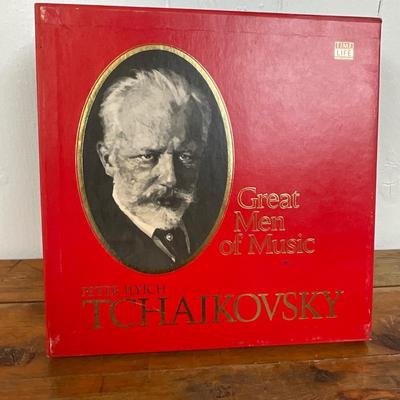 TIME
LIFE
Great
Men
of Music
PETER ILYICH
TCHAIKOVSKY